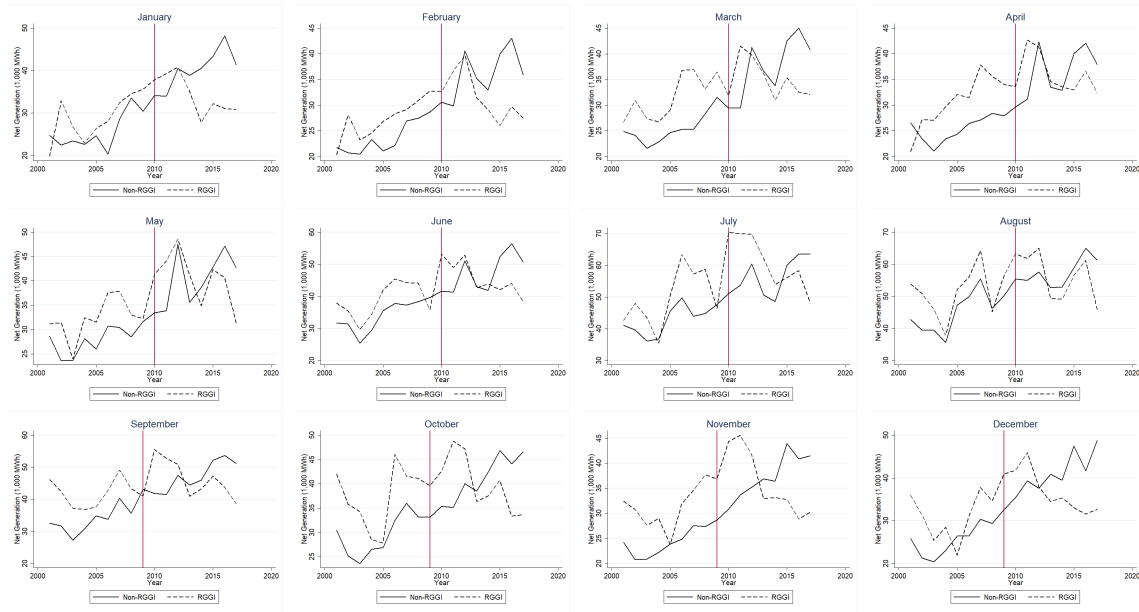 January
Net Generation (1,000 MWh)
50
40
30
20
2000 2005 2010 2015 2020
Year
Non-RGGI RGGI
February
Net Generation (1,000 MWh)
45
40
35
30
25
20
2000 2005 2010 2015 2020
Year
Non-RGGI RGGI
March
Net Generation (1,000 MWh)
45
40
35
30
25
20
2000 2005 2010 2015 2020
Year
Non-RGGI RGGI
April
Net Generation (1,000 MWh)
45
40
35
30
25
20
2000 2005 2010 2015 2020
Year
Non-RGGI RGGI
May
Net Generation (1,000 MWh)
50
45
40
35
30
25
2000 2005 2010 2015 2020
Year
Non-RGGI RGGI
June
Net Generation (1,000 MWh)
60
50
40
30
20
2000 2005 2010 2015 2020
Year
Non-RGGI RGGI
July
Net Generation (1,000 MWh)
70
60
50
40
30
2000 2005 2010 2015 2020
Year
Non-RGGI RGGI
August
Net Generation (1,000 MWh)
70
60
50
40
30
2000 2005 2010 2015 2020
Year
Non-RGGI RGGI
September
Net Generation (1,000 MWh)
60
50
40
30
20
2000 2005 2010 2015 2020
Year
Non-RGGI RGGI
October
Net Generation (1,000 MWh)
50
45
40
35
30
25
2000 2005 2010 2015 2020
Year
Non-RGGI RGGI
November
Net Generation (1,000 MWh)
45
40
35
30
25
20
2000 2005 2010 2015 2020
Year
Non-RGGI RGGI
December
Net Generation (1,000 MWh)
50
40
30
20
2000 2005 2010 2015 2020
Year
Non-RGGI RGGI